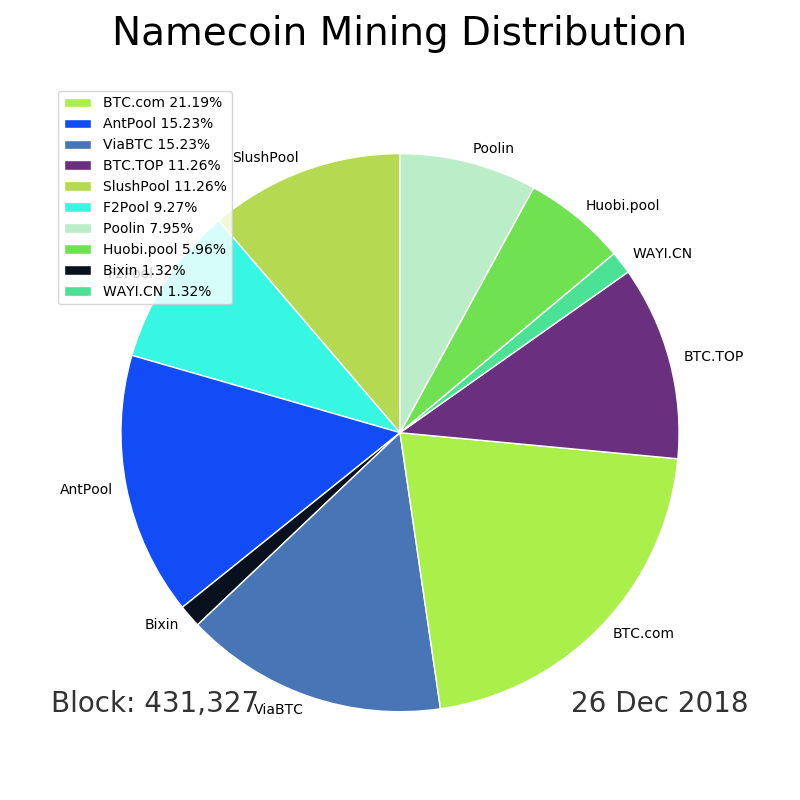 Namecoin Mining Distribution
BTC.com 21.19%
AntPool 15.23%
ViaBTC 15.23%
BTC.TOP 11.26%
SlushPool 11.26%
F2Pool 9.27%
Poolin 7.95%
Huobi.pool 5.96%
Bixin 1.32%
WAYI.CN 1.32%
SlushPool
Poolin
Huobi.pool
WAYI.CN
BTC.TOP
F2Pool
AntPool
Bixin
BTC.com
ViaBTC
Block: 431,327
26 Dec 2018